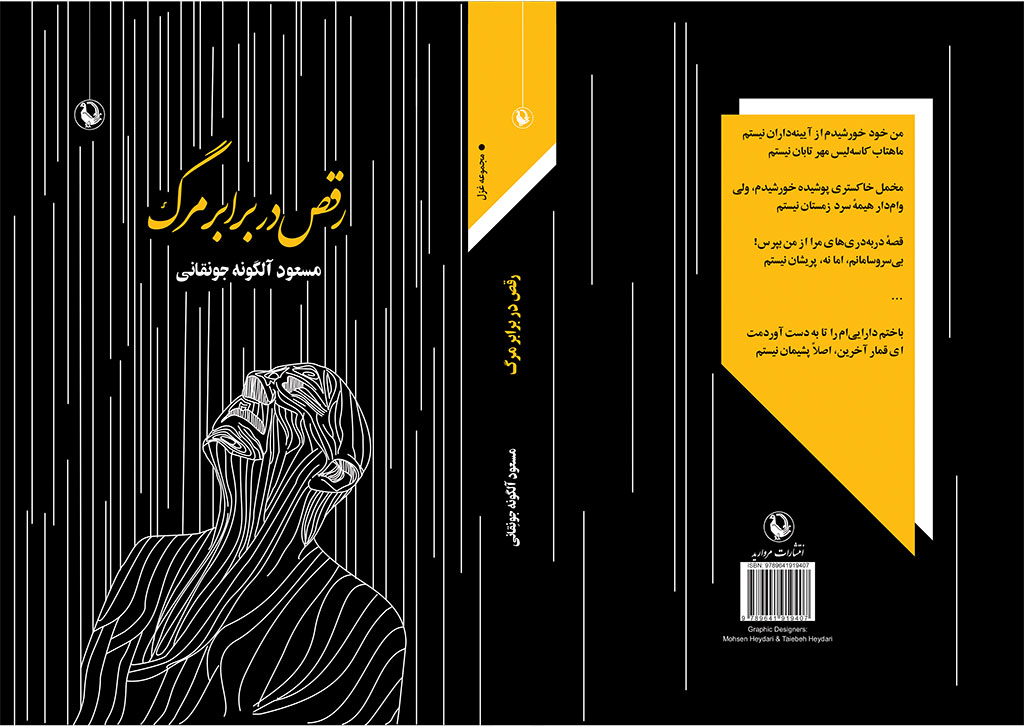 رقص در برابر مرگ
مسعود آلگونه جونقانی
مجموعه غزل
رقص در برابر مرگ
مسعود آلگونه جونقانی
من خود خورشیدم از آیینه‌داران نیستم
ماهتاب کاسه‌لیس مهر تابان نیستم
مخمل خاکستری پوشیده خورشیدم، ولی
وام‌دار هیمهٔ سرد زمستان نیستم
قصهٔ دربه‌دری‌های مرا از من بپرس!
بی‌سروسامانم، اما نه، پریشان نیستم
...
باختم دارایی‌ام را تا به دست آوردمت
ای قمار آخرین، اصلاً پشیمان نیستم
انتشارات مروارید
ISBN 9789641919407
9 789641 919407
Graphic Designers:
Mohsen Heydari & Taiebeh Heydari